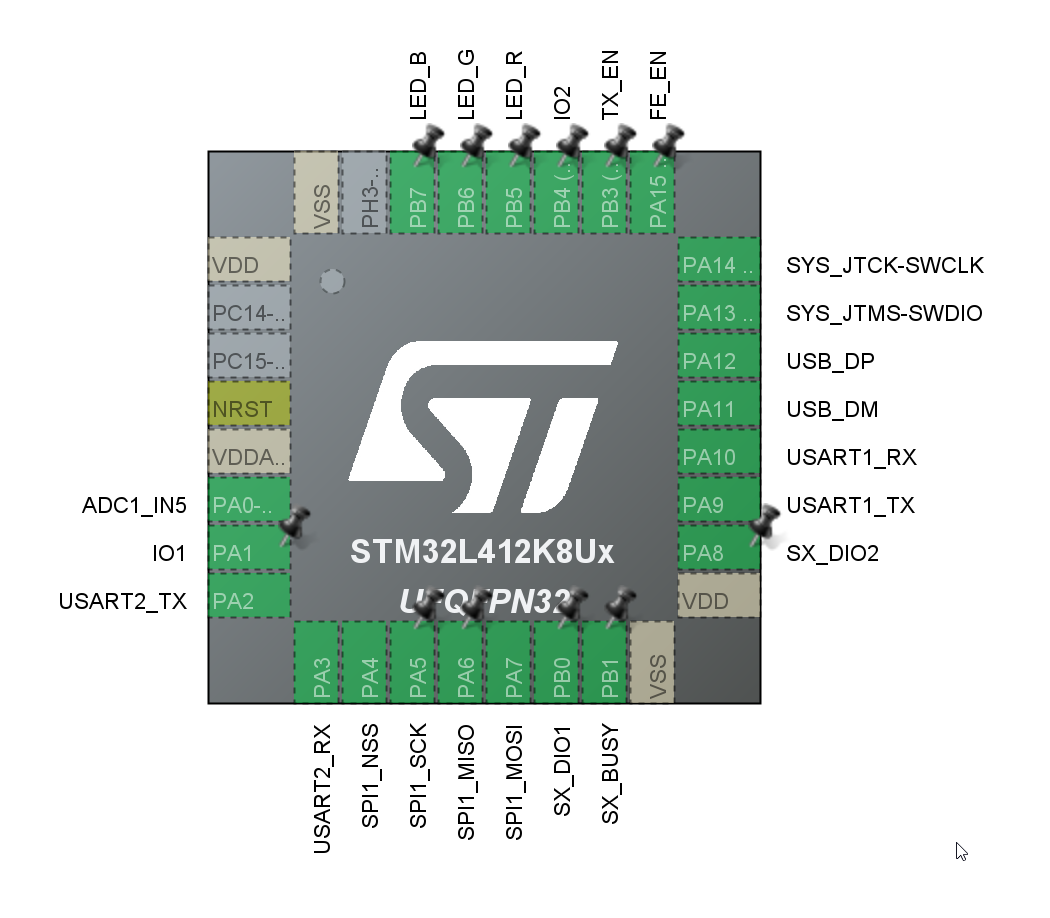 LED_B
LED_G
LED_R
IO2
TX_EN
FE_EN
VSS
PH3-..
PB7
PB6
PB5
PB4 (..
PB3 (..
PA15 ..
VDD
PC14-..
PC15-..
NRST
VDDA..
ADC1_IN5 PA0-..
IO1 PA1
USART2_TX PA2
PA14 .. SYS_JTCK-SWCLK
PA13 .. SYS_JTMS-SWDIO
PA12 USB_DP
PA11 USB_DM
PA10 USART1_RX
PA9 USART1_TX
PA8 SX_DIO2
VDD
ST
STM32L412K8Ux
UFQFPN32
PA3
PA4
PA5
PA6
PA7
PB0
PB1
VSS
USART2_RX
SPI1_NSS
SPI1_SCK
SPI1_MISO
SPI1_MOSI
SX_DIO1
SX_BUSY